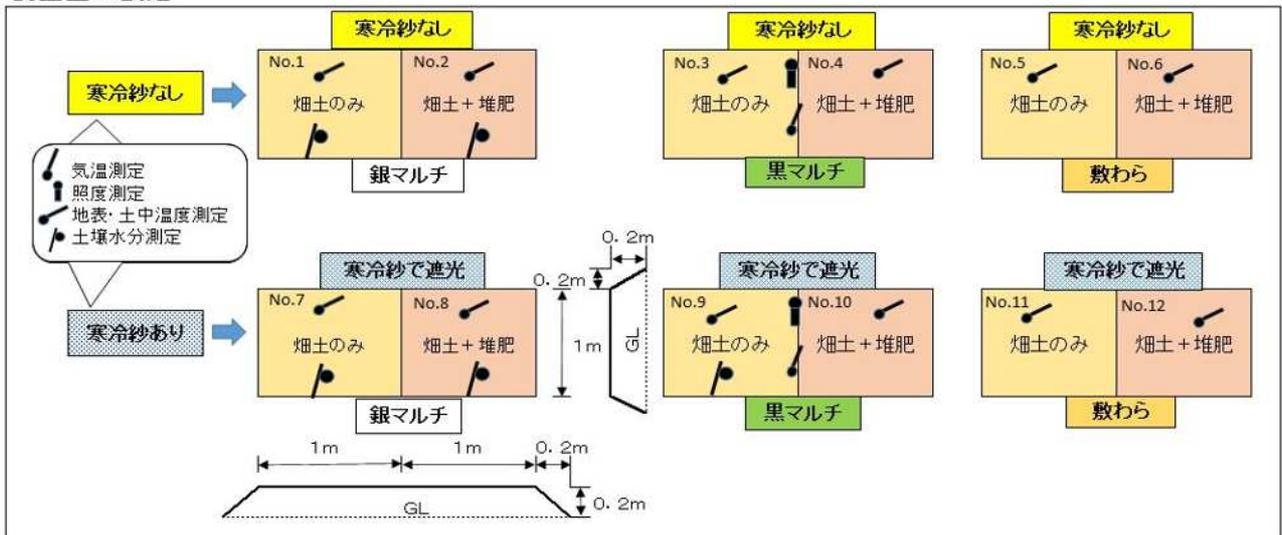 寒冷紗なし
寒冷紗なし
寒冷紗なし
寒冷紗なし
No.1
No.2
畑土のみ
畑土+堆肥
銀マルチ
No.3
No.4
畑土のみ
畑土+堆肥
黒マルチ
No.5
No.6
畑土のみ
畑土+堆肥
敷わら
気温測定
照度測定
地表・土中温度測定
土壌水分測定
寒冷紗あり
寒冷紗で遮光
寒冷紗で遮光
寒冷紗で遮光
No.7
No.8
畑土のみ
畑土+堆肥
銀マルチ
0.2m
0.2m
1m
GL
No.9
No.10
畑土のみ
畑土+堆肥
黒マルチ
No.11
No.12
畑土のみ
畑土+堆肥
敷わら
1m
1m
0.2m
0.2m
GL